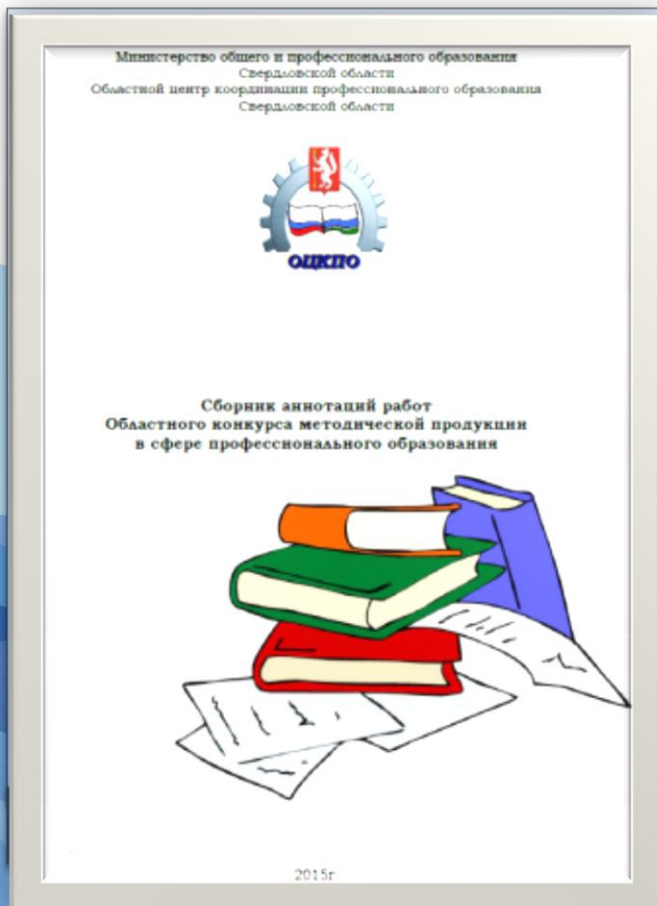 Министерство общего и профессионального образования
Свердловской области
Областной центр координации профессионального образования
Свердловской области
ОЦКПО
Сборник аннотаций работ
Областного конкурса методической продукции
в сфере профессионального образования
2015г